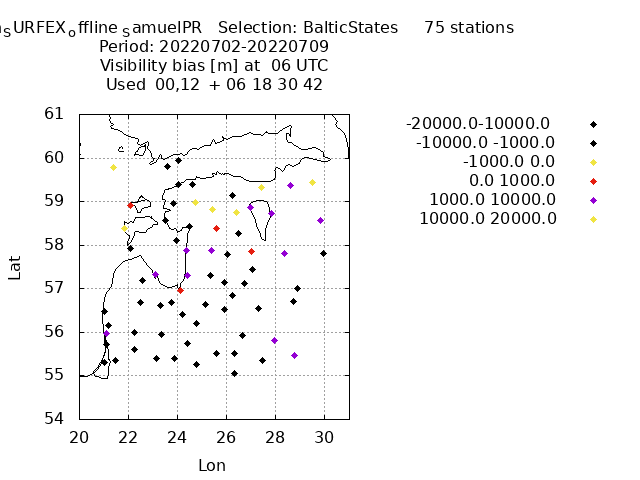 SURFEX offline SamuelPR Selection: BalticStates 75 stations
Period: 20220702-20220709
Visibility bias [m] at 06 UTC
Used 00,12 + 06 18 30 42
-20000.0-10000.0
-10000.0 -1000.0
-1000.0 0.0
0.0 1000.0
1000.0 10000.0
10000.0 20000.0
61
60
59
58
57
56
55
54
Lat
20 22 24 26 28 30
Lon